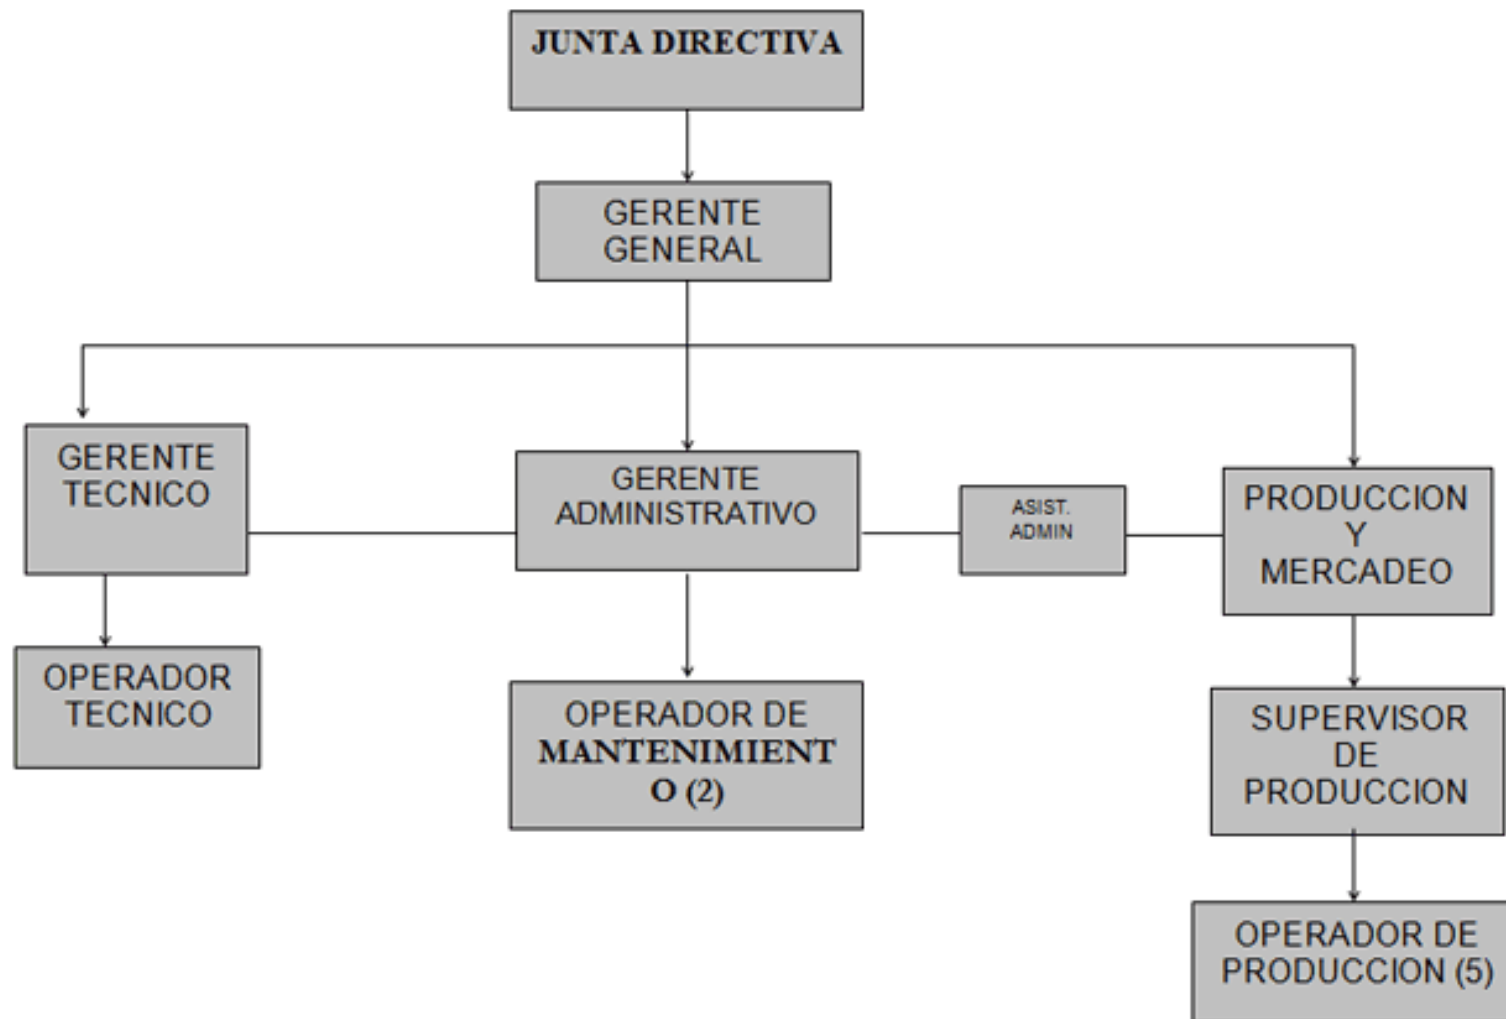 JUNTA DIRECTIVA
GERENTE
GENERAL
GERENTE
TECNICO
GERENTE
ADMINISTRATIVO
ASIST.
ADMIN
PRODUCCION
Y
MERCADEO
OPERADOR
TECNICO
OPERADOR DE
MANTENIMIENT
O (2)
SUPERVISOR
DE
PRODUCCION
OPERADOR DE
PRODUCCION (5)